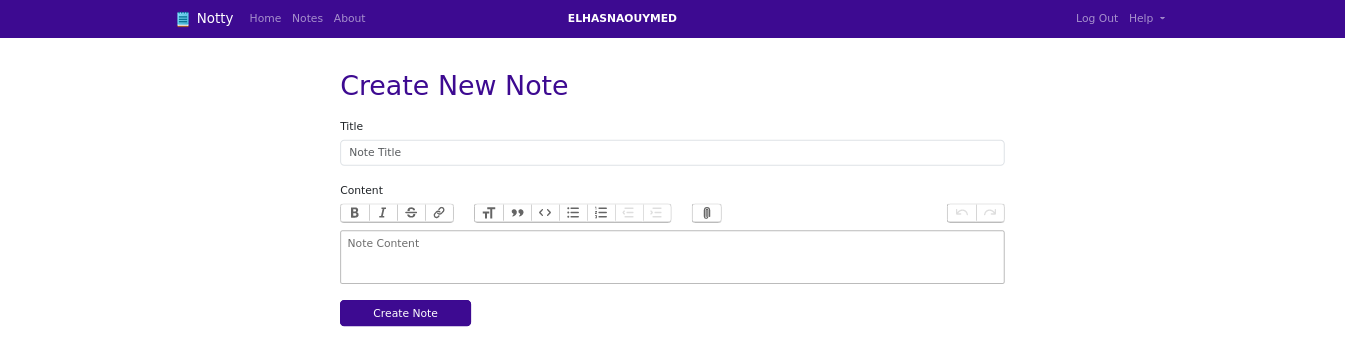 Notty Home Notes About ELHASNAOUYMED Log Out Help
Create New Note
Title
Note Title
Content
Note Content
Create Note